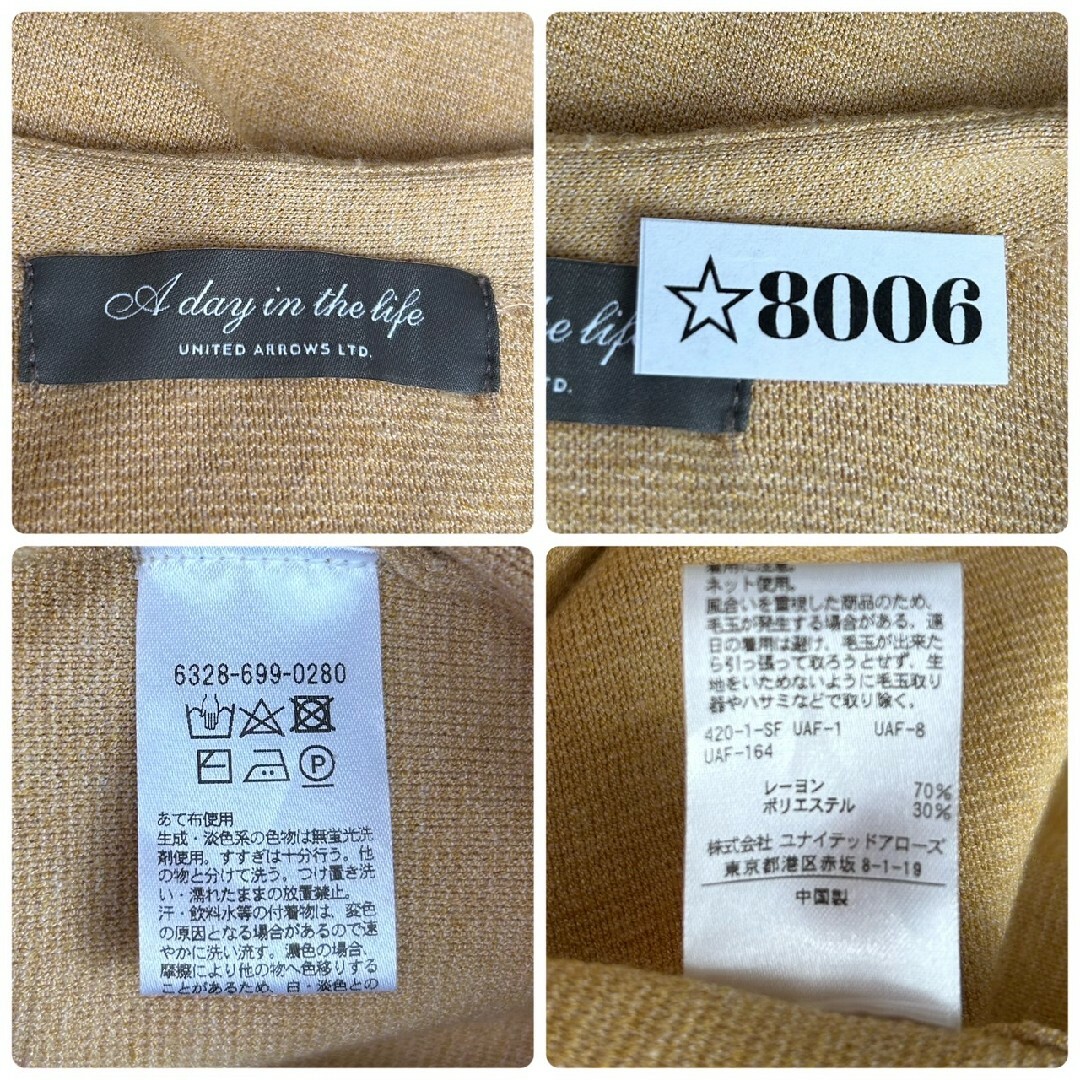 A day in the life
UNITED ARROWS LTD.
e lif
TD.
☆8006
6328-699-0280
P
あて布使用
生成・淡色系の色物は無蛍光洗
剤使用。すすぎは十分行う。他
の物と分けて洗う。つけ置き洗
い・濡れたままの放置禁止。
汗・飲料水等の付着物は、変色
の原因となる場合があるので速
やかに洗い流す。濃色の場合、
摩擦により他の物へ色移りする
ことがあるため、白・淡色との
着用に注意。
ネット使用。
風合いを重視した商品のため、
毛玉が発生する場合がある。連
日の着用は避け、毛玉が出来た
ら引っ張って取ろうとせず、生
地をいためないように毛玉取り
器やハサミなどで取り除く。
420-1-SF UAF-1 UAF-8
UAF-164
レーヨン 70%
ポリエステル 30%
株式会社 ユナイテッドアローズ
東京都港区赤坂8-1-19
中国製